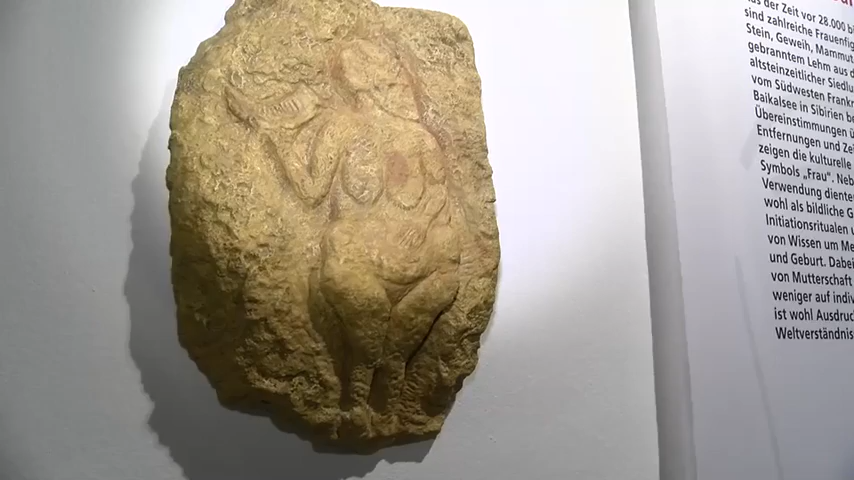 der Zeit vor 28.000
sind zahlreiche Frauenfig
Stein, Geweih, Mammut
gebranntem Lehm aus d
altsteinzeitlicher Siedlu
vom Südwesten Frankr
Baikalsee in Sibirien be
Übereinstimmungen ü
Entfernungen und Zei
zeigen die kulturelle
Symbols „Frau". Neb
Verwendung diente
wohl als bildliche G
Initiationsritualen u
von Wissen um Me
und Geburt. Dabei
von Mutterschaft
weniger auf indiv
ist wohl Ausdruc
Weltverständnis